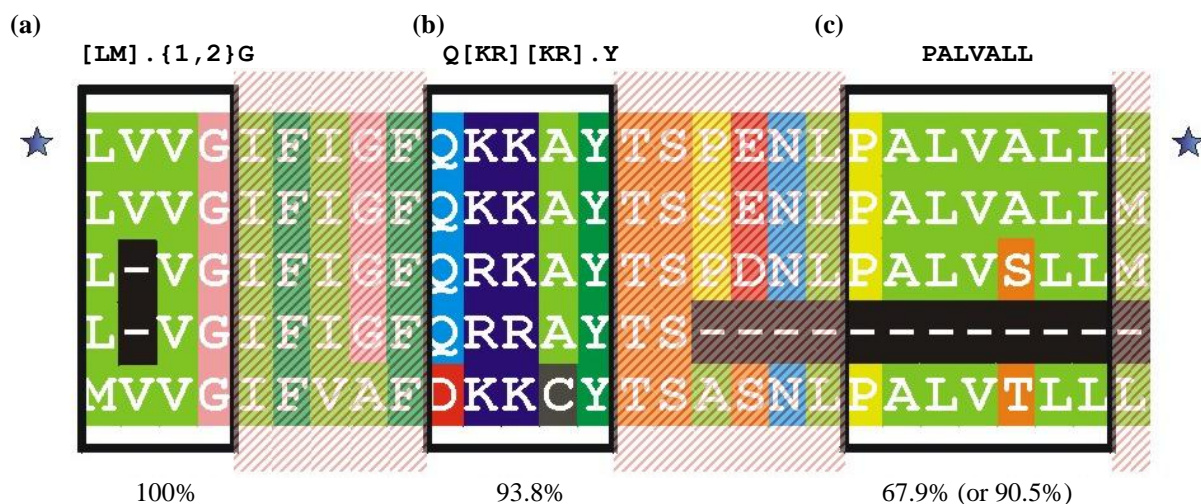 (a) (b) (c)
[LM].{1,2}G Q[KR][KR].Y PALVALL
LVVGIFIGFQKKAYTSPENLPALVALLL
LVVGIFIGFQKKAYTSSENLPALVALLM
L-VGIFIGFQRKAYTSPDNLPALVSLLM
L-VGIFIGFQRRAYTS------------
MVVGIFVAFDKKCYTSASNLPALVTLLL
100% 93.8% 67.9% (or 90.5%)